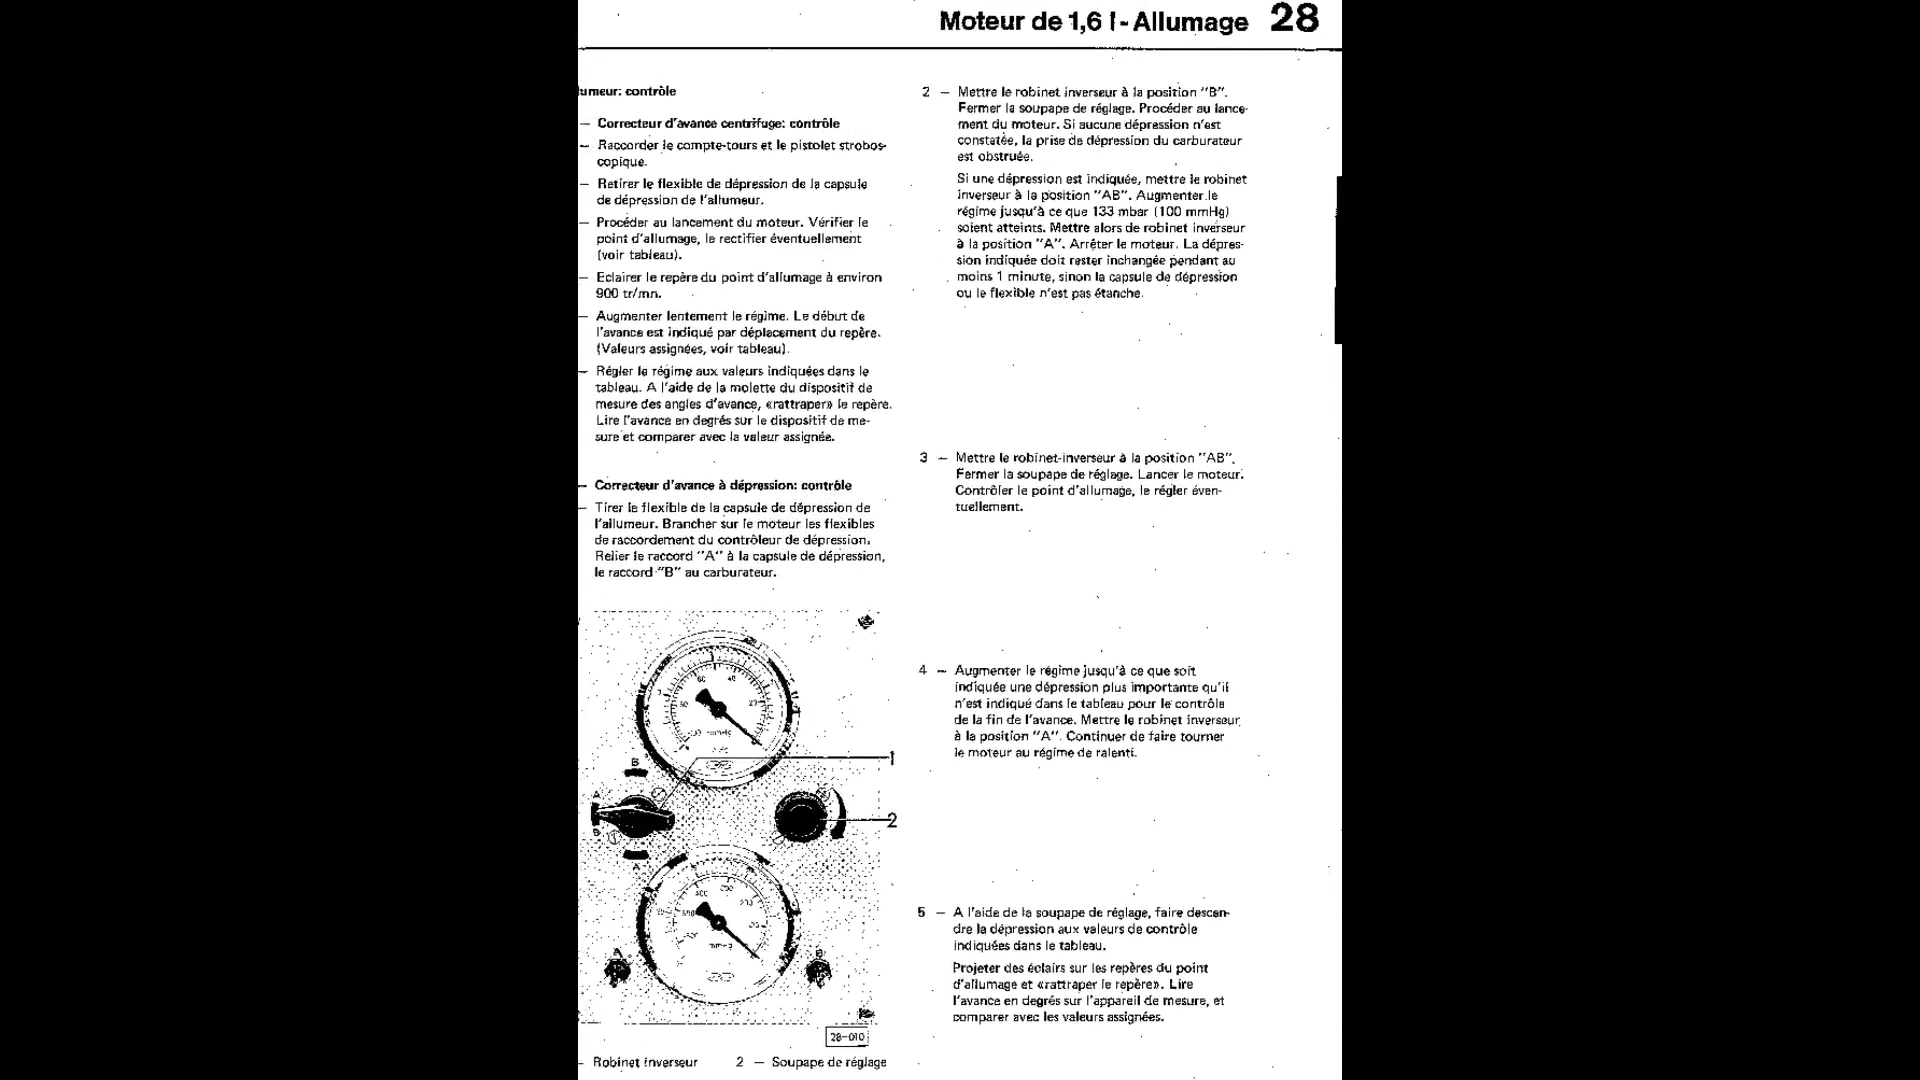 Moteur de 1,6 l - Allumage 28
umeur: contrôle
— Correcteur d'avance centrifuge: contrôle
— Raccorder le compte-tours et le pistolet strobos-
copique.
— Retirer le flexible de dépression de la capsule
de dépression de l'allumeur.
— Procéder au lancement du moteur. Vérifier le
point d'allumage, le rectifier éventuellement
(voir tableau).
— Eclairer le repère du point d'allumage à environ
900 tr/mn.
— Augmenter lentement le régime. Le début de
l'avance est indiqué par déplacement du repère.
(Valeurs assignées, voir tableau).
— Régler le régime aux valeurs indiquées dans le
tableau. A l'aide de la molette du dispositif de
mesure des angles d'avance, «rattraper» le repère.
Lire l'avance en degrés sur le dispositif de me-
sure et comparer avec la valeur assignée.
— Correcteur d'avance à dépression: contrôle
— Tirer le flexible de la capsule de dépression de
l'allumeur. Brancher sur le moteur les flexibles
de raccordement du contrôleur de dépression.
Relier le raccord "A" à la capsule de dépression,
le raccord "B" au carburateur.
60 40
mmHg
B
1
A
B
2
A
A
B
28-010
— Robinet inverseur 2 — Soupape de réglage
2 — Mettre le robinet inverseur à la position "B".
Fermer la soupape de réglage. Procéder au lance-
ment du moteur. Si aucune dépression n'est
constatée, la prise de dépression du carburateur
est obstruée.
Si une dépression est indiquée, mettre le robinet
inverseur à la position "AB". Augmenter le
régime jusqu'à ce que 133 mbar (100 mmHg)
soient atteints. Mettre alors de robinet inverseur
à la position "A". Arrêter le moteur. La dépres-
sion indiquée doit rester inchangée pendant au
moins 1 minute, sinon la capsule de dépression
ou le flexible n'est pas étanche.
3 — Mettre le robinet-inverseur à la position "AB".
Fermer la soupape de réglage. Lancer le moteur.
Contrôler le point d'allumage, le régler éven-
tuellement.
4 — Augmenter le régime jusqu'à ce que soit
indiquée une dépression plus importante qu'il
n'est indiqué dans le tableau pour le contrôle
de la fin de l'avance. Mettre le robinet inverseur
à la position "A". Continuer de faire tourner
le moteur au régime de ralenti.
5 — A l'aide de la soupape de réglage, faire descen-
dre la dépression aux valeurs de contrôle
indiquées dans le tableau.
Projeter des éclairs sur les repères du point
d'allumage et «rattraper le repère». Lire
l'avance en degrés sur l'appareil de mesure, et
comparer avec les valeurs assignées.